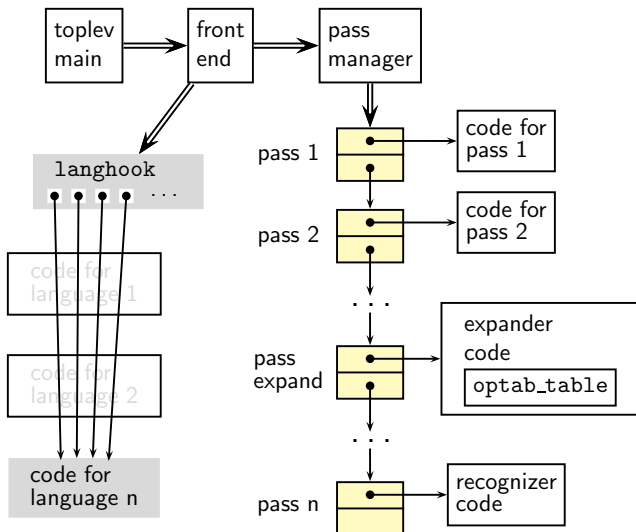 toplev
main
front
end
pass
manager
langhook
. . .
code for
language 1
code for
language 2
code for
language n
pass 1
code for
pass 1
pass 2
code for
pass 2
. . .
pass
expand
expander
code
optab_table
. . .
pass n
recognizer
code